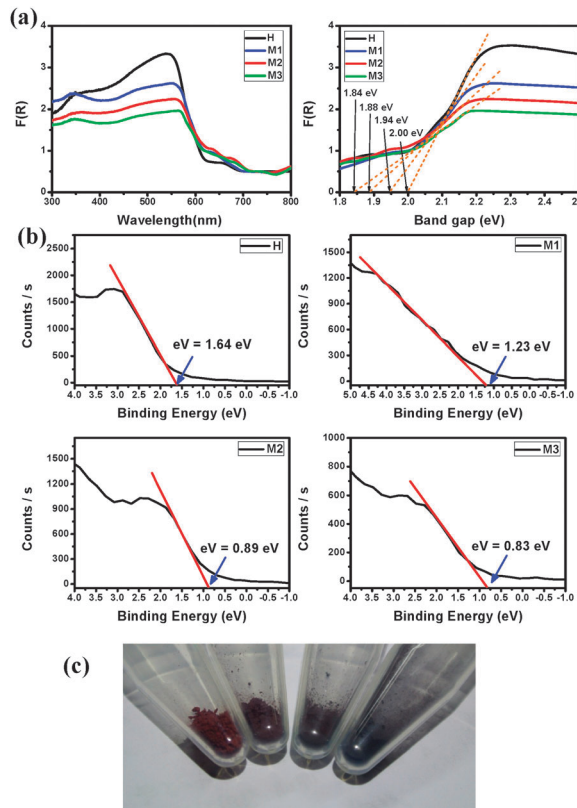 (a)
4
3
2
1
0
F(R)
300 400 500 600 700 800
Wavelength(nm)
H
M1
M2
M3
4
3
2
1
0
F(R)
1.84 eV
1.88 eV
1.94 eV
2.00 eV
1.8 1.9 2.0 2.1 2.2 2.3 2.4 2.5
Band gap (eV)
H
M1
M2
M3
(b)
2500
2000
1500
1000
500
0
Counts / s
H
eV = 1.64 eV
4.0 3.5 3.0 2.5 2.0 1.5 1.0 0.5 0.0 -0.5 -1.0
Binding Energy (eV)
1750
1500
1250
1000
750
500
250
0
Counts / s
M1
eV = 1.23 eV
5.0 4.5 4.0 3.5 3.0 2.5 2.0 1.5 1.0 0.5 0.0 -0.5 -1.0
Binding Energy (eV)
1800
1500
1200
900
600
300
0
Counts / s
M2
eV = 0.89 eV
4.0 3.5 3.0 2.5 2.0 1.5 1.0 0.5 0.0 -0.5 -1.0
Binding Energy (eV)
1000
800
600
400
200
0
Counts / s
M3
eV = 0.83 eV
4.0 3.5 3.0 2.5 2.0 1.5 1.0 0.5 0.0 -0.5 -1.0
Binding Energy (eV)
(c)